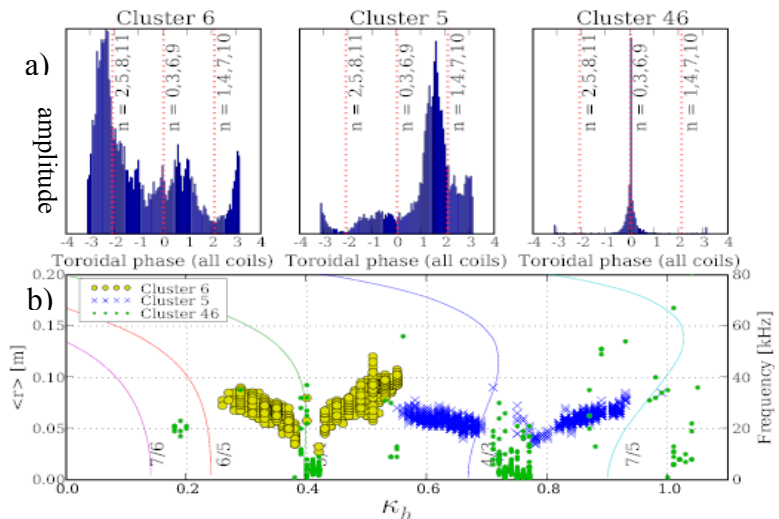 Cluster 6 Cluster 5 Cluster 46
a)
amplitude
n = 2,5,8,11
n = 0,3,6,9
n = 1,4,7,10
n = 2,5,8,11
n = 0,3,6,9
n = 1,4,7,10
n = 2,5,8,11
n = 0,3,6,9
n = 1,4,7,10
-4 -3 -2 -1 0 1 2 3 4
-4 -3 -2 -1 0 1 2 3 4
-4 -3 -2 -1 0 1 2 3 4
Toroidal phase (all coils) Toroidal phase (all coils) Toroidal phase (all coils)
b)
Cluster 6
Cluster 5
Cluster 46
<r> [m]
0.20
0.15
0.10
0.05
0.00
80
60
40
20
0
Frequency [kHz]
7/6
6/5
4/3
7/5
0.0 0.2 0.4 0.6 0.8 1.0
κh